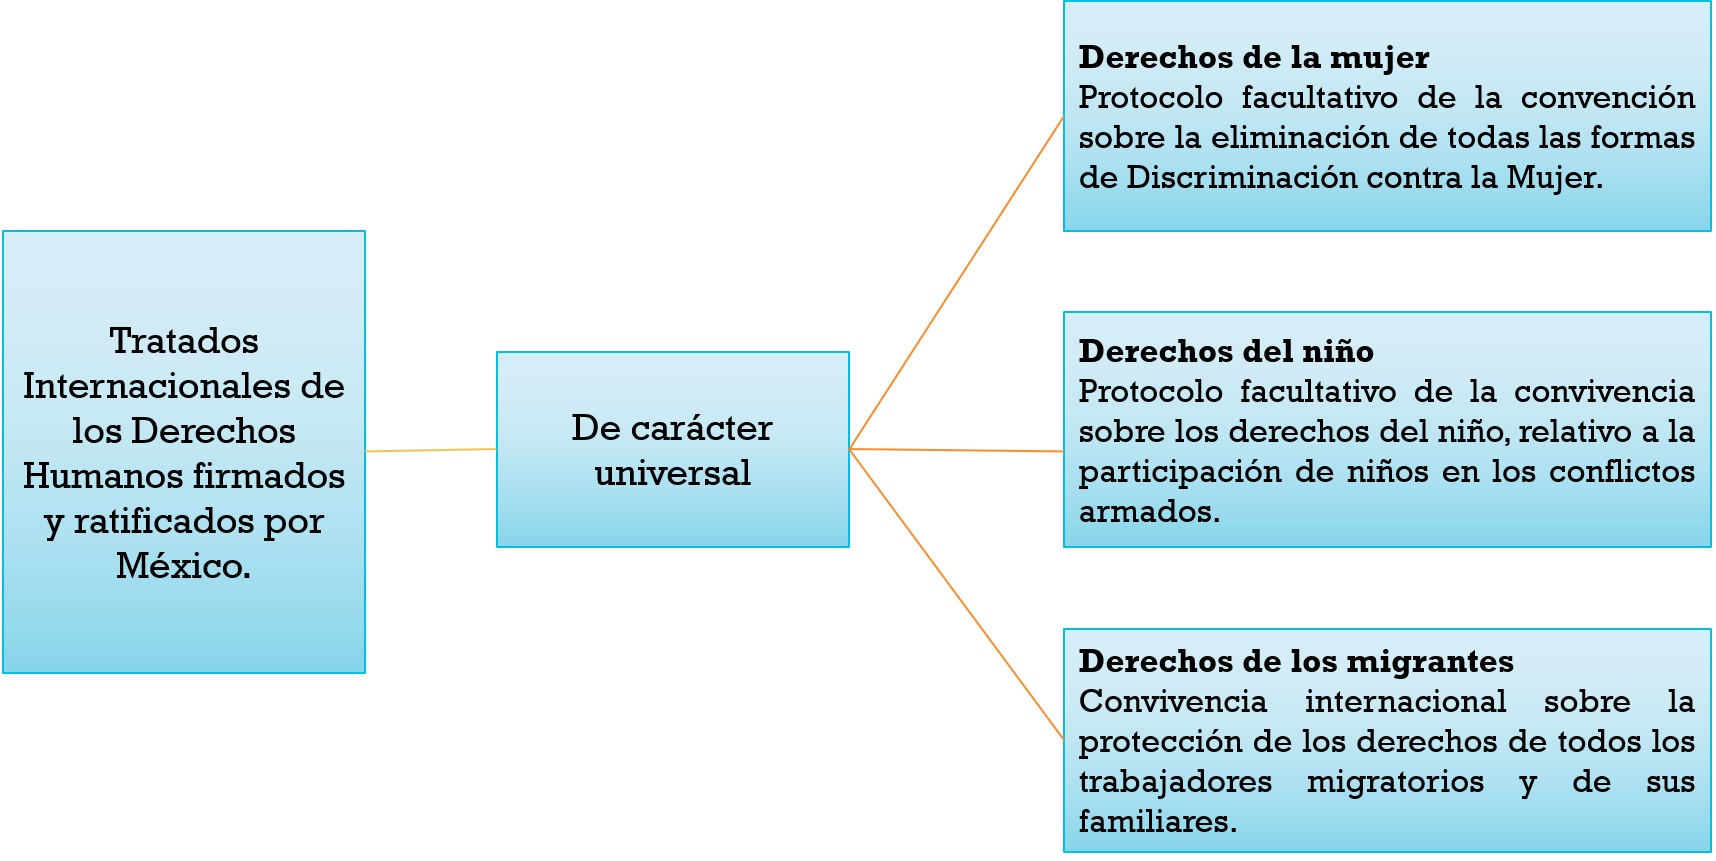 Tratados
Internacionales de
los Derechos
Humanos firmados
y ratificados por
México.
De carácter
universal
Derechos de la mujer
Protocolo facultativo de la convención
sobre la eliminación de todas las formas
de Discriminación contra la Mujer.
Derechos del niño
Protocolo facultativo de la convivencia
sobre los derechos del niño, relativo a la
participación de niños en los conflictos
armados.
Derechos de los migrantes
Convivencia internacional sobre la
protección de los derechos de todos los
trabajadores migratorios y de sus
familiares.